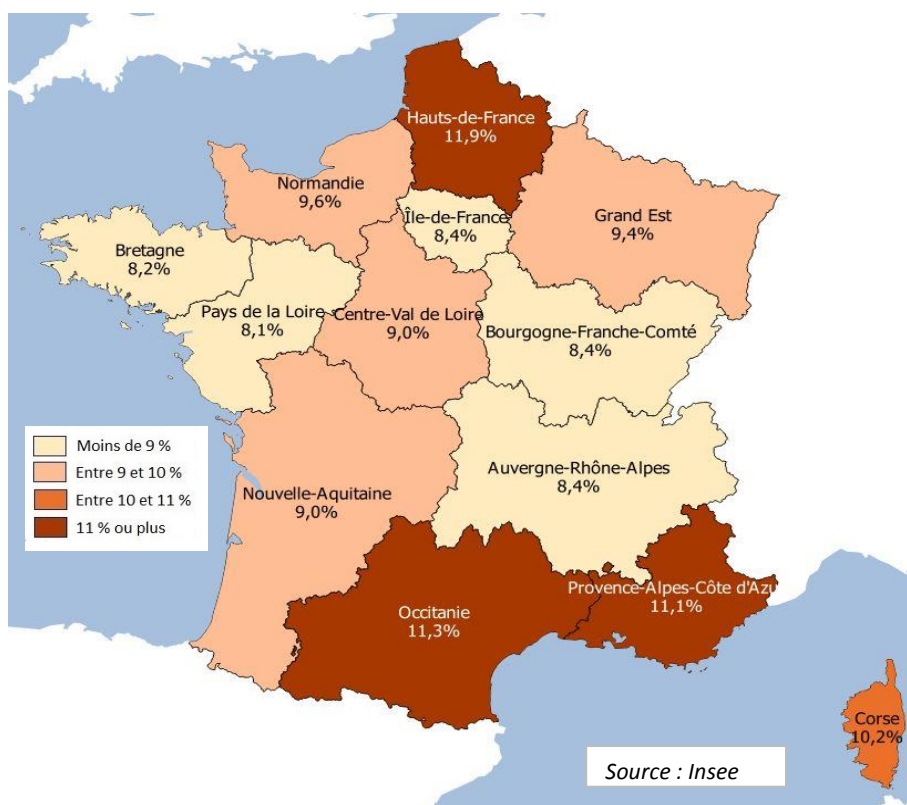 Hauts-de-France
11,9%
Normandie
9,6%
Île-de-France
8,4%
Grand Est
9,4%
Bretagne
8,2%
Pays de la Loire
8,1%
Centre-Val de Loire
9,0%
Bourgogne-Franche-Comté
8,4%
Moins de 9 %
Entre 9 et 10 %
Entre 10 et 11 %
11 % ou plus
Nouvelle-Aquitaine
9,0%
Auvergne-Rhône-Alpes
8,4%
Provence-Alpes-Côte d'Azu
11,1%
Occitanie
11,3%
Corse
10,2%
Source : Insee